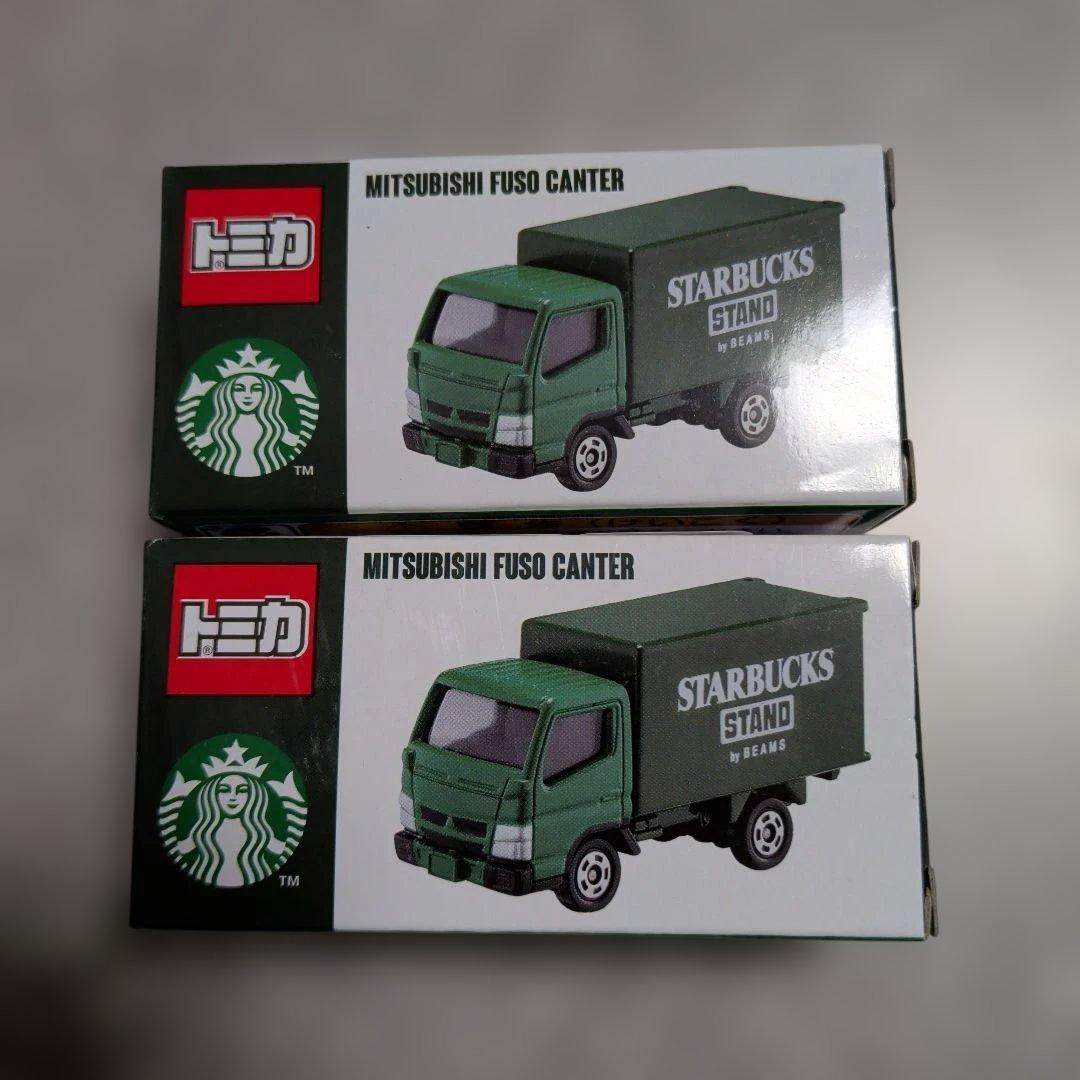 MITSUBISHI FUSO CANTER
トミカ
®
STARBUCKS
STAND
by BEAMS
TM
MITSUBISHI FUSO CANTER
トミカ
®
STARBUCKS
STAND
by BEAMS
TM